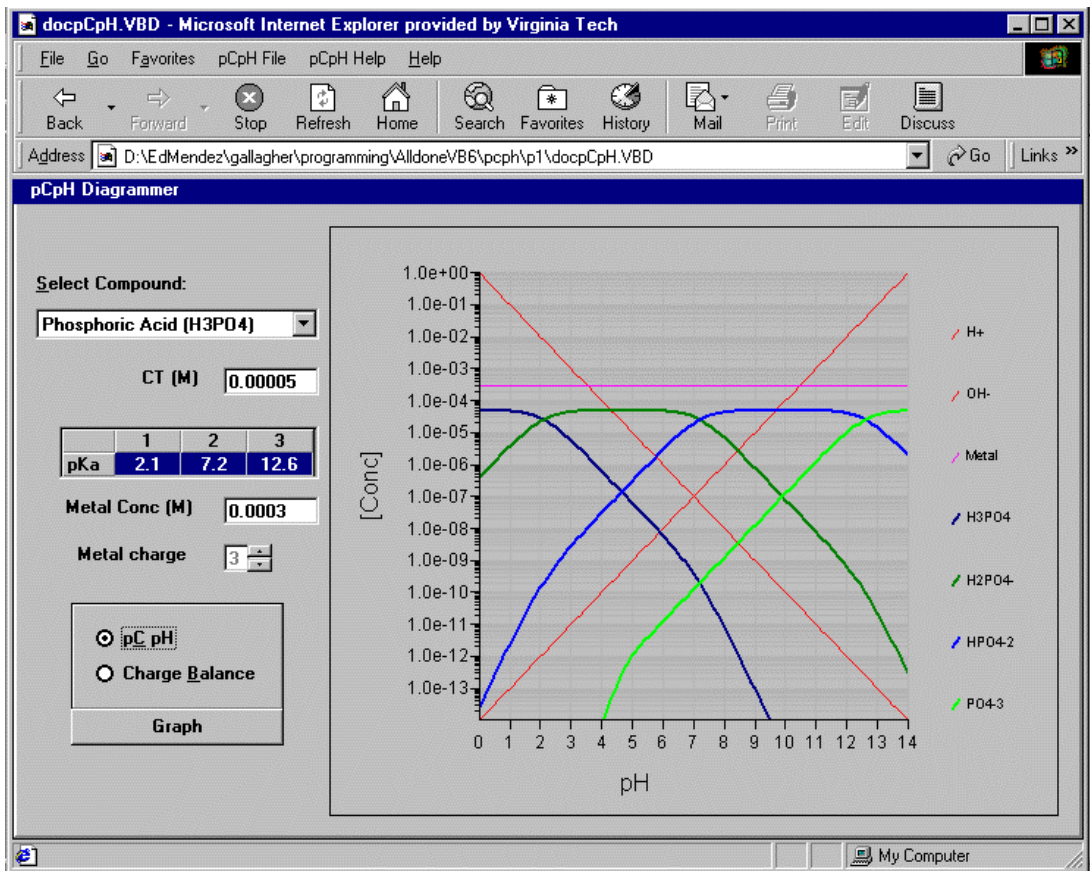 docpCpH.VBD - Microsoft Internet Explorer provided by Virginia Tech
File Go Favorites pCpH File pCpH Help Help
Back Forward Stop Refresh Home Search Favorites History Mail Print Edit Discuss
Address D:\EdMendez\gallagher\programming\AlldoneVB6\pcph\p1\docpCpH.VBD Go Links »
pCpH Diagrammer
Select Compound:
Phosphoric Acid (H3PO4)
CT (M) 0.00005
1 2 3
pKa 2.1 7.2 12.6
Metal Conc (M) 0.0003
Metal charge 3
pC pH
Charge Balance
Graph
[Conc]
1.0e+00
1.0e-01
1.0e-02
1.0e-03
1.0e-04
1.0e-05
1.0e-06
1.0e-07
1.0e-08
1.0e-09
1.0e-10
1.0e-11
1.0e-12
1.0e-13
0 1 2 3 4 5 6 7 8 9 10 11 12 13 14
pH
H+
OH-
Metal
H3PO4
H2PO4-
HPO4-2
PO4-3
My Computer